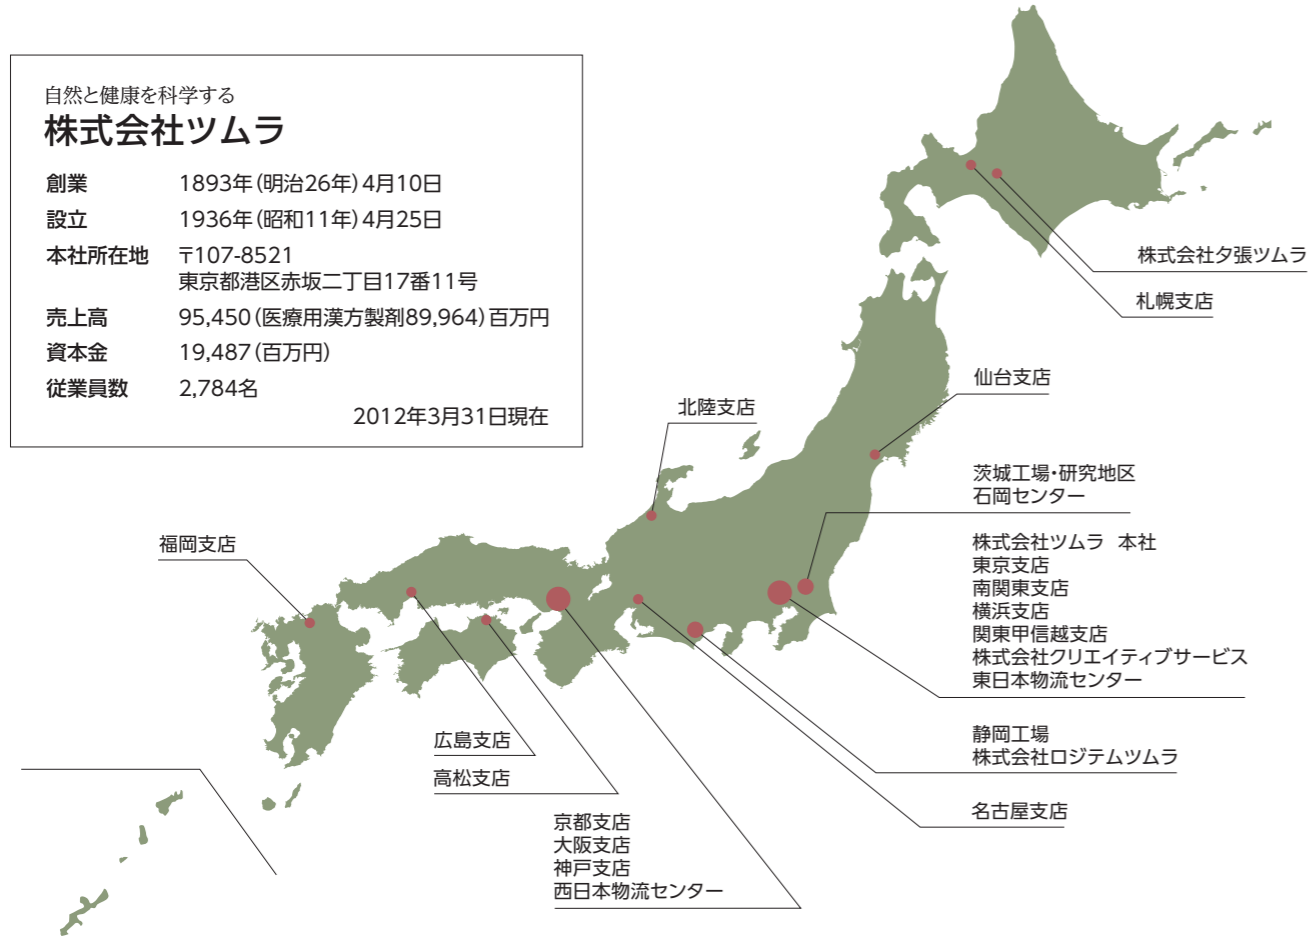 自然と健康を科学する
株式会社ツムラ
創業 1893年(明治26年)4月10日
設立 1936年(昭和11年)4月25日
本社所在地 〒107-8521
東京都港区赤坂二丁目17番11号
売上高 95,450(医療用漢方製剤89,964)百万円
資本金 19,487(百万円)
従業員数 2,784名
2012年3月31日現在
株式会社夕張ツムラ
札幌支店
仙台支店
北陸支店
茨城工場・研究地区
石岡センター
株式会社ツムラ 本社
東京支店
南関東支店
横浜支店
関東甲信越支店
株式会社クリエイティブサービス
東日本物流センター
福岡支店
静岡工場
株式会社ロジテムツムラ
広島支店
高松支店
名古屋支店
京都支店
大阪支店
神戸支店
西日本物流センター